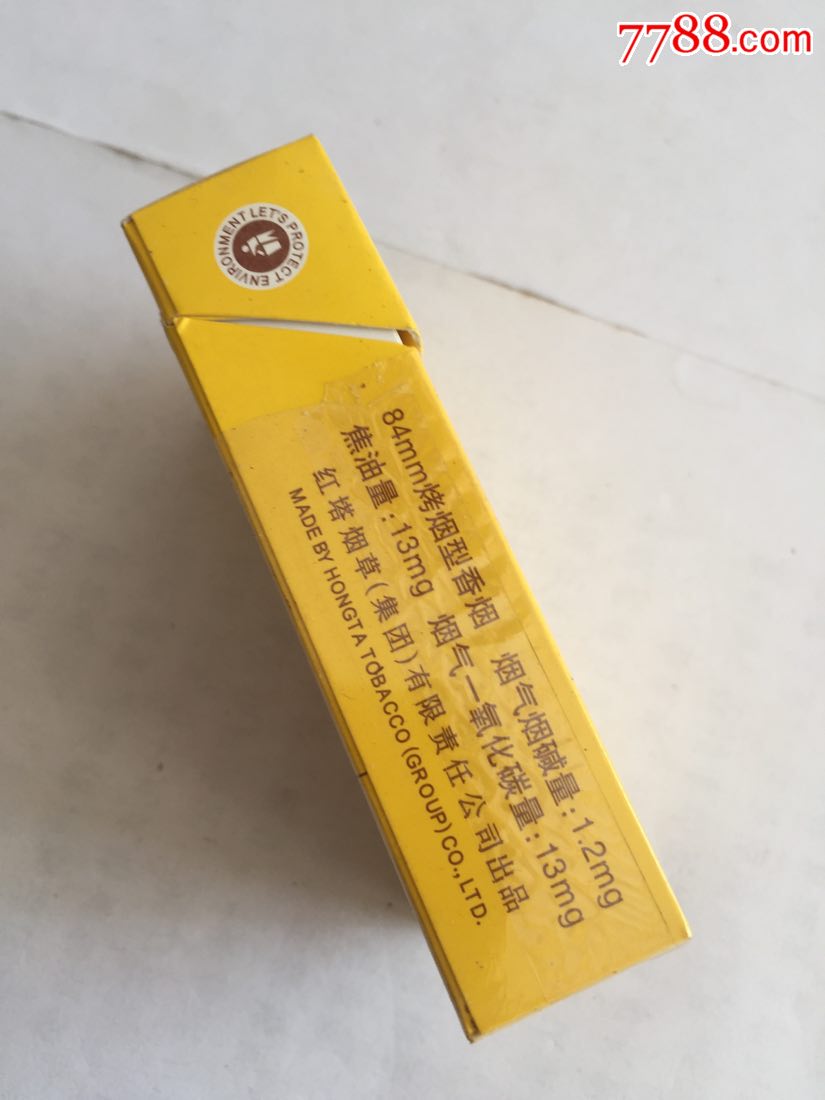 7788.com
LET'S PROTECT ENVIRONMENT
84mm烤烟型香烟 烟气烟碱量:1.2mg
焦油量:13mg 烟气一氧化碳量:13mg
红塔烟草(集团)有限责任公司出品
MADE BY HONGTA TOBACCO (GROUP) CO., LTD.